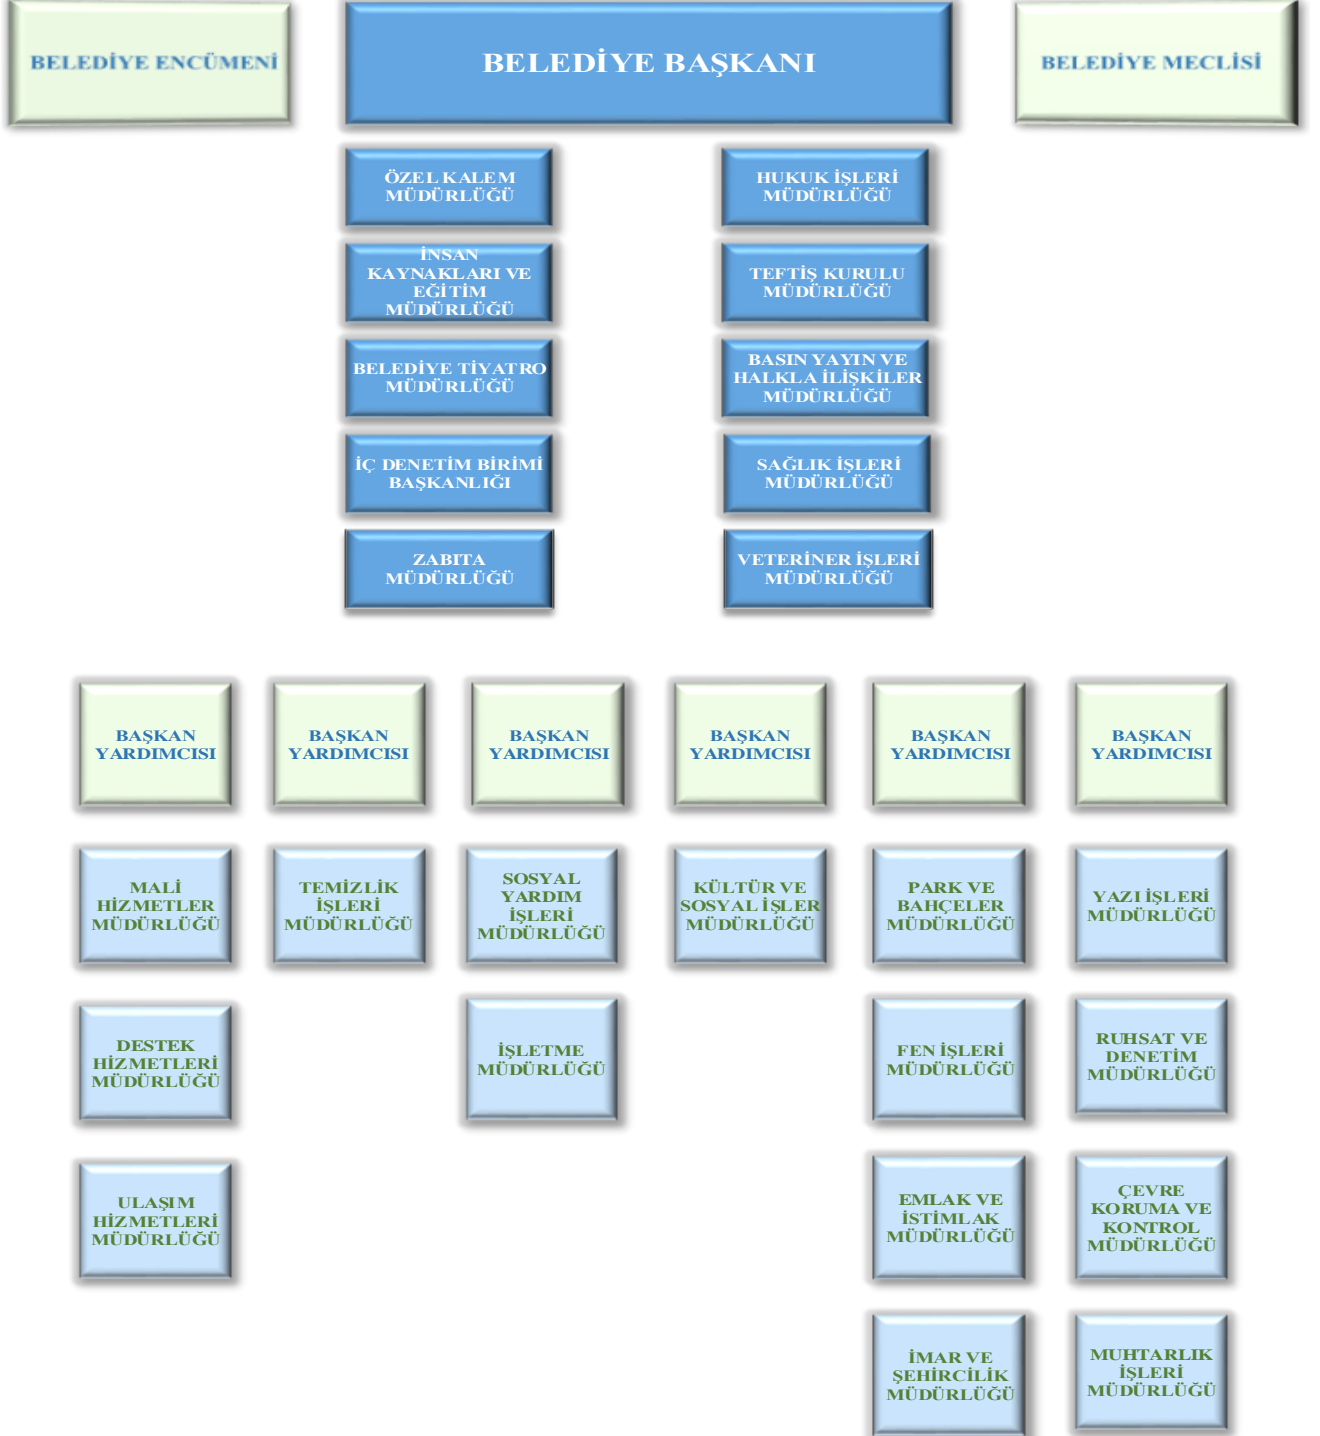 BELEDİYE ENCÜMENİ
BELEDİYE BAŞKANI
BELEDİYE MECLİSİ
ÖZEL KALEM
MÜDÜRLÜĞÜ
HUKUK İŞLERİ
MÜDÜRLÜĞÜ
İNSAN
KAYNAKLARI VE
EĞİTİM
MÜDÜRLÜĞÜ
TEFTİŞ KURULU
MÜDÜRLÜĞÜ
BELEDİYE TİYATRO
MÜDÜRLÜĞÜ
BASIN YAYIN VE
HALKLA İLİŞKİLER
MÜDÜRLÜĞÜ
İÇ DENETİM BİRİMİ
BAŞKANLIĞI
SAĞLIK İŞLERİ
MÜDÜRLÜĞÜ
ZABITA
MÜDÜRLÜĞÜ
VETERİNER İŞLERİ
MÜDÜRLÜĞÜ
BAŞKAN
YARDIMCISI
BAŞKAN
YARDIMCISI
BAŞKAN
YARDIMCISI
BAŞKAN
YARDIMCISI
BAŞKAN
YARDIMCISI
BAŞKAN
YARDIMCISI
MALİ
HİZMETLER
MÜDÜRLÜĞÜ
TEMİZLİK
İŞLERİ
MÜDÜRLÜĞÜ
SOSYAL
YARDIM
İŞLERİ
MÜDÜRLÜĞÜ
KÜLTÜR VE
SOSYAL İŞLER
MÜDÜRLÜĞÜ
PARK VE
BAHÇELER
MÜDÜRLÜĞÜ
YAZI İŞLERİ
MÜDÜRLÜĞÜ
DESTEK
HİZMETLERİ
MÜDÜRLÜĞÜ
İŞLETME
MÜDÜRLÜĞÜ
FEN İŞLERİ
MÜDÜRLÜĞÜ
RUHSAT VE
DENETİM
MÜDÜRLÜĞÜ
ULAŞIM
HİZMETLERİ
MÜDÜRLÜĞÜ
EMLAK VE
İSTİMLAK
MÜDÜRLÜĞÜ
ÇEVRE
KORUMA VE
KONTROL
MÜDÜRLÜĞÜ
İMAR VE
ŞEHİRCİLİK
MÜDÜRLÜĞÜ
MUHTARLIK
İŞLERİ
MÜDÜRLÜĞÜ